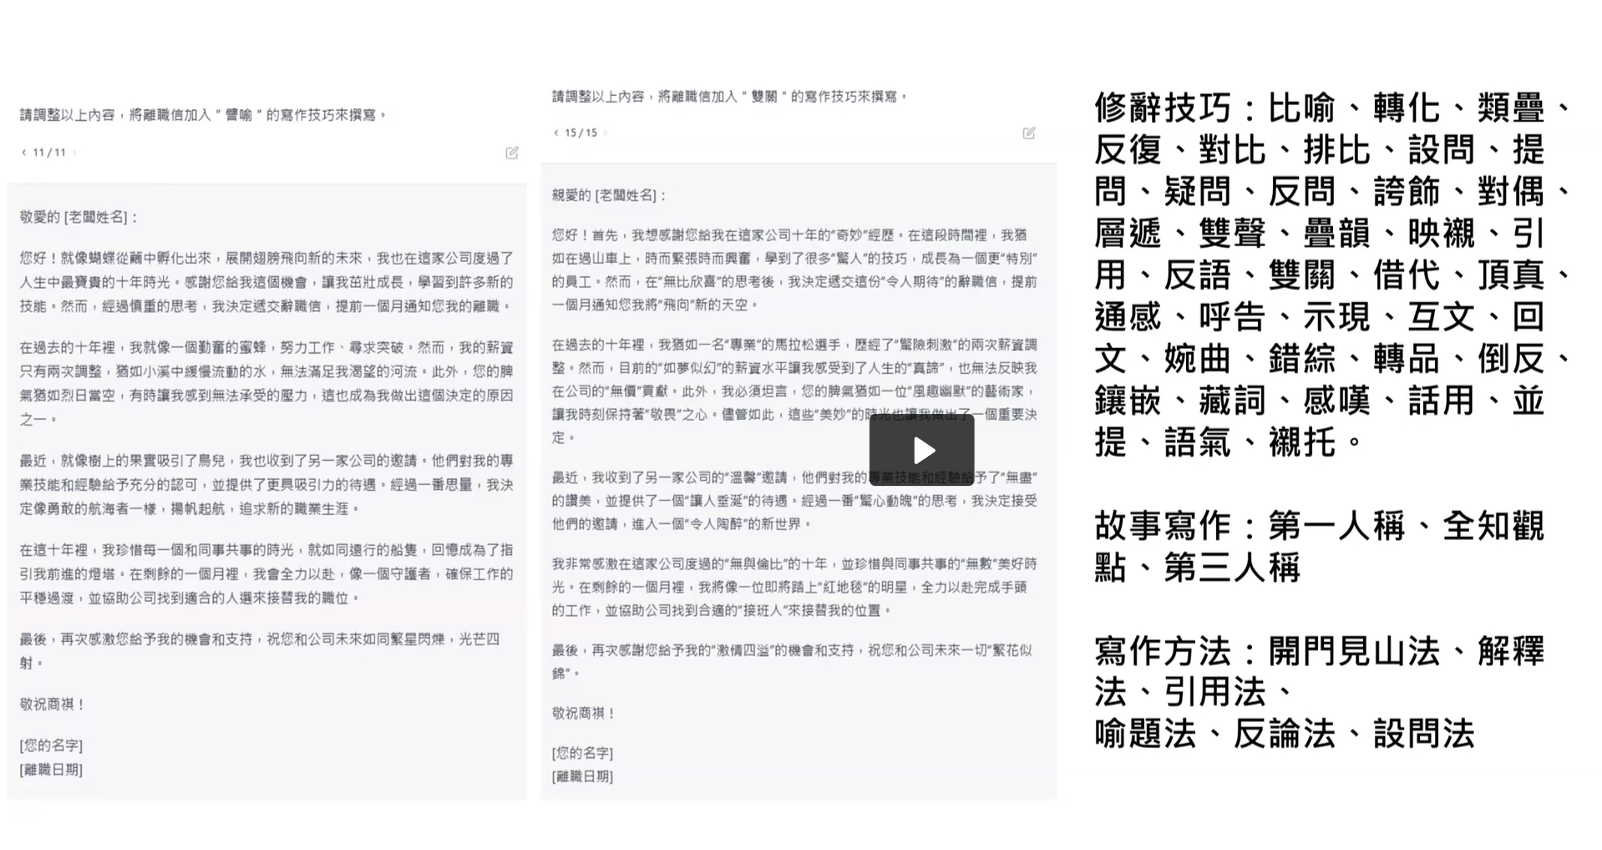 請調整以上內容，將離職信加入＂譬喻＂的寫作技巧來撰寫。
< 11 / 11 >
敬愛的 [老闆姓名]：
您好！就像蝴蝶從繭中孵化出來，展開翅膀飛向新的未來，我也在這家公司度過了
人生中最寶貴的十年時光。感謝您給我這個機會，讓我茁壯成長，學習到許多新的
技能。然而，經過慎重的思考，我決定遞交辭職信，提前一個月通知您我的離職。
在過去的十年裡，我就像一個勤奮的蜜蜂，努力工作、尋求突破。然而，我的薪資
只有兩次調整，猶如小溪中緩慢流動的水，無法滿足我渴望的河流。此外，您的脾
氣猶如烈日當空，有時讓我感到無法承受的壓力，這也成為我做出這個決定的原因
之一。
最近，就像樹上的果實吸引了鳥兒，我也收到了另一家公司的邀請。他們對我的專
業技能和經驗給予充分的認可，並提供了更具吸引力的待遇。經過一番思量，我決
定像勇敢的航海者一樣，揚帆起航，追求新的職業生涯。
在這十年裡，我珍惜每一個和同事共事的時光，就如同遠行的船隻，回憶成為了指
引我前進的燈塔。在剩餘的一個月裡，我會全力以赴，像一個守護者，確保工作的
平穩過渡，並協助公司找到適合的人選來接替我的職位。
最後，再次感激您給予我的機會和支持，祝您和公司未來如同繁星閃爍，光芒四
射。
敬祝商祺！
[您的名字]
[離職日期]
請調整以上內容，將離職信加入＂雙關＂的寫作技巧來撰寫。
< 15 / 15 >
親愛的 [老闆姓名]：
您好！首先，我想感謝您給我在這家公司十年的“奇妙”經歷。在這段時間裡，我猶
如在過山車上，時而緊張時而興奮，學到了很多“驚人”的技巧，成長為一個更“特別”
的員工。然而，在“無比欣喜”的思考後，我決定遞交這份“令人期待”的辭職信，提前
一個月通知您我將“飛向”新的天空。
在過去的十年裡，我猶如一名“專業”的馬拉松選手，歷經了“驚險刺激”的兩次薪資調
整。然而，目前的“如夢似幻”的薪資水平讓我感受到了人生的“真諦”，也無法反映我
在公司的“無價”貢獻。此外，我必須坦言，您的脾氣猶如一位“風趣幽默”的藝術家，
讓我時刻保持著“敬畏”之心。儘管如此，這些“美妙”的時光也讓我做出了一個重要決
定。
最近，我收到了另一家公司的“溫馨”邀請，他們對我的專業技能和經驗給予了“無盡”
的讚美，並提供了一個“讓人垂涎”的待遇。經過一番“驚心動魄”的思考，我決定接受
他們的邀請，進入一個“令人陶醉”的新世界。
我非常感激在這家公司度過的“無與倫比”的十年，並珍惜與同事共事的“無數”美好時
光。在剩餘的一個月裡，我將像一位即將踏上“紅地毯”的明星，全力以赴完成手頭
的工作，並協助公司找到合適的“接班人”來接替我的位置。
最後，再次感謝您給予我的“激情四溢”的機會和支持，祝您和公司未來一切“繁花似
錦”。
敬祝商祺！
[您的名字]
[離職日期]
修辭技巧：比喻、轉化、類疊、
反復、對比、排比、設問、提
問、疑問、反問、誇飾、對偶、
層遞、雙聲、疊韻、映襯、引
用、反語、雙關、借代、頂真、
通感、呼告、示現、互文、回
文、婉曲、錯綜、轉品、倒反、
鑲嵌、藏詞、感嘆、話用、並
提、語氣、襯托。
故事寫作：第一人稱、全知觀
點、第三人稱
寫作方法：開門見山法、解釋
法、引用法、
喻題法、反論法、設問法